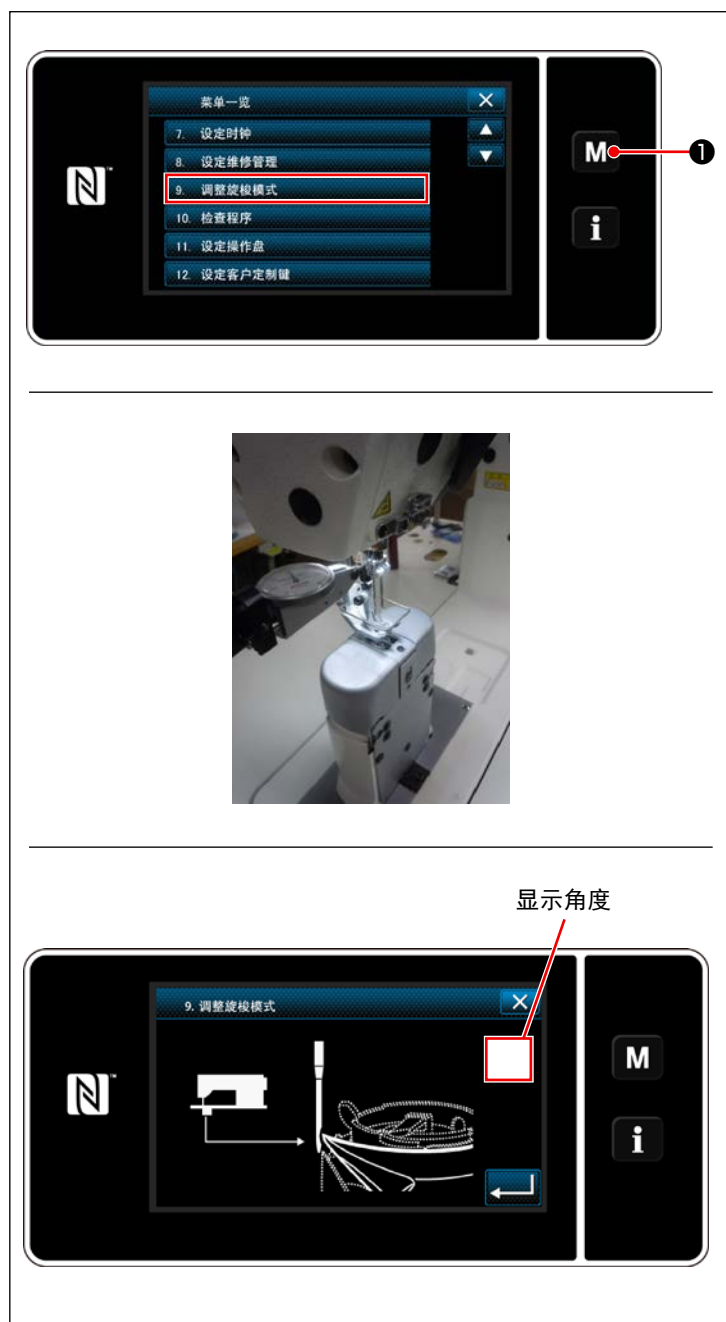 菜单一览
7. 设定时钟
8. 设定维修管理
9. 调整旋梭模式
10. 检查程序
11. 设定操作盘
12. 设定客户定制键
M
❶
i
显示角度
9. 调整旋梭模式
M
i